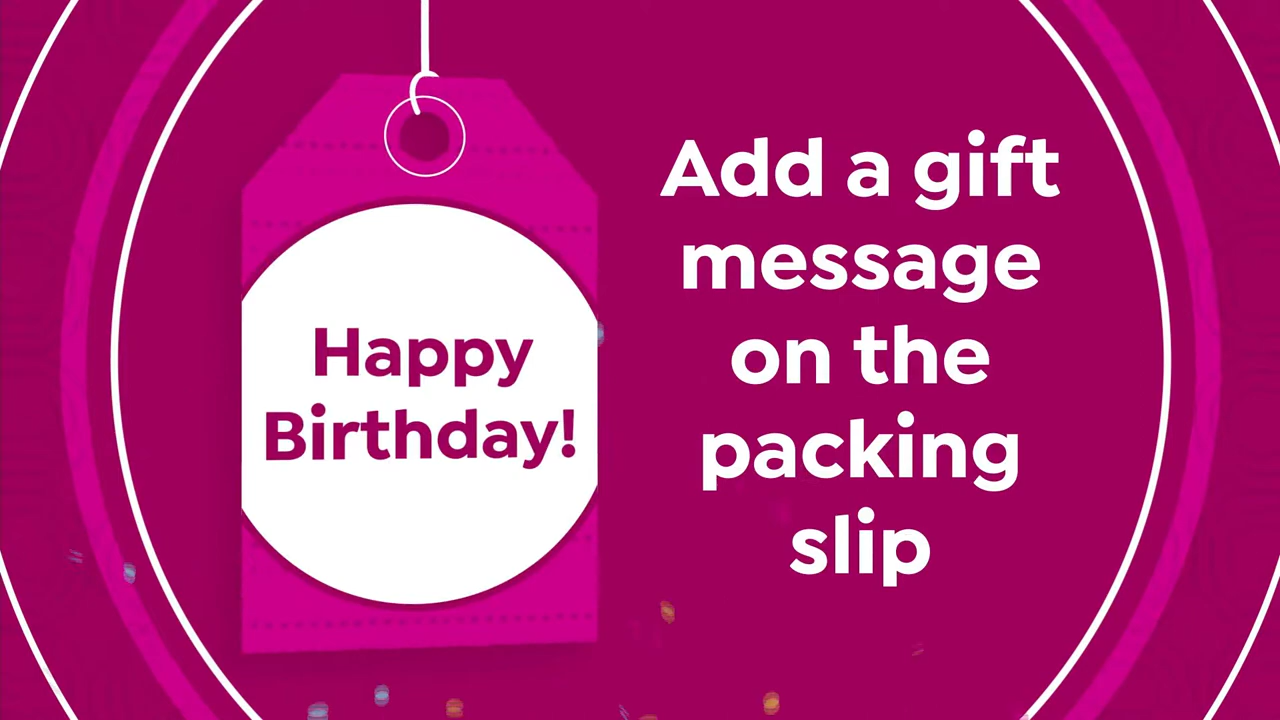 Happy
Birthday!
Add a gift
message
on the
packing
slip